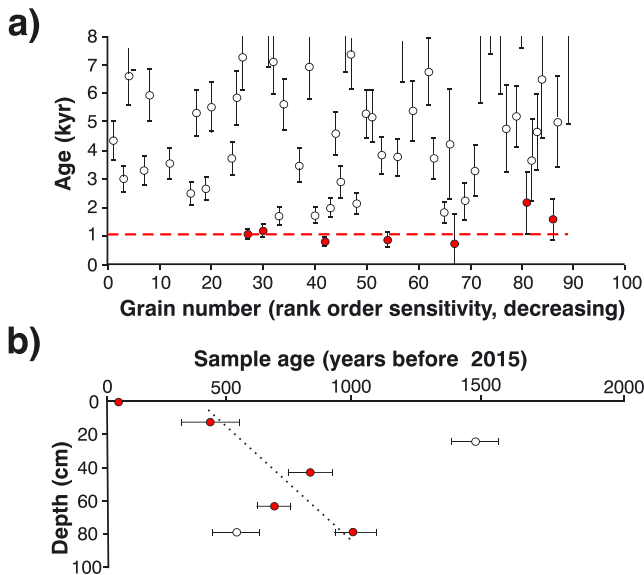 a)
8
7
6
5
4
3
2
1
0
Age (kyr)
0 10 20 30 40 50 60 70 80 90 100
Grain number (rank order sensitivity, decreasing)
b)
Sample age (years before 2015)
0 500 1000 1500 2000
0
20
40
60
80
100
Depth (cm)